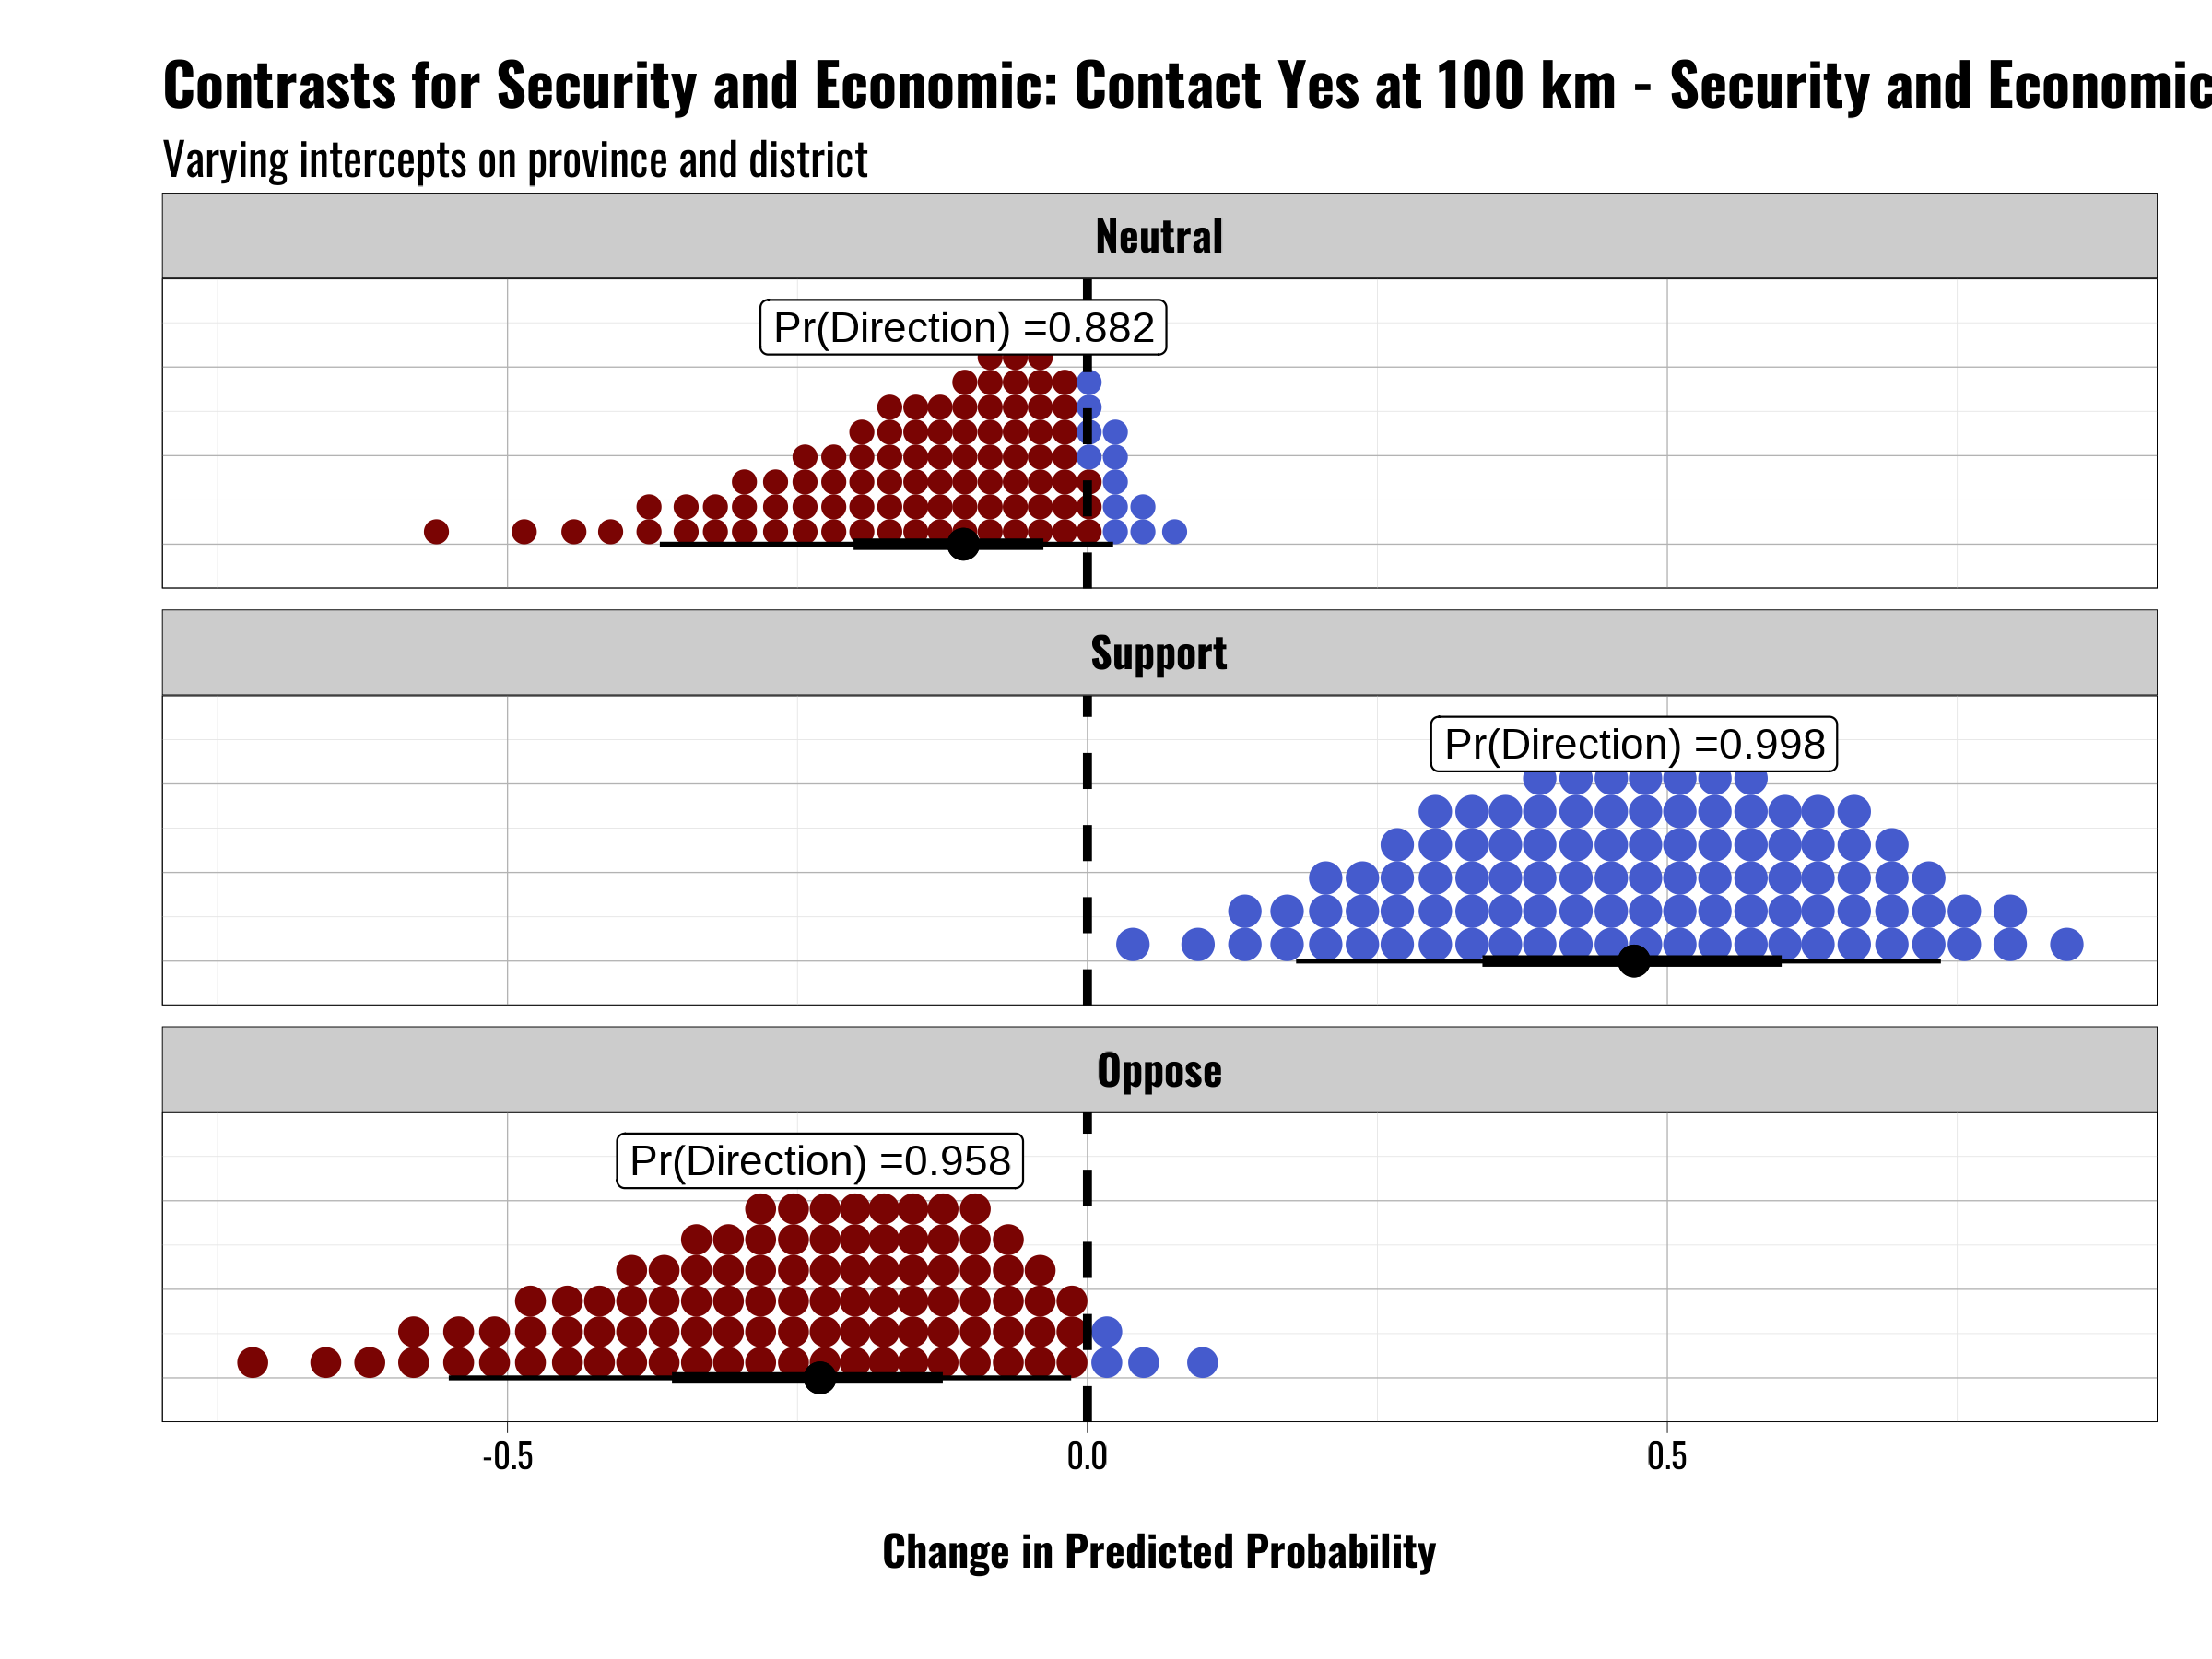 Contrasts for Security and Economic: Contact Yes at 100 km - Security and Economic
Varying intercepts on province and district
Neutral
Pr(Direction) =0.882
Support
Pr(Direction) =0.998
Oppose
Pr(Direction) =0.958
-0.5 0.0 0.5
Change in Predicted Probability